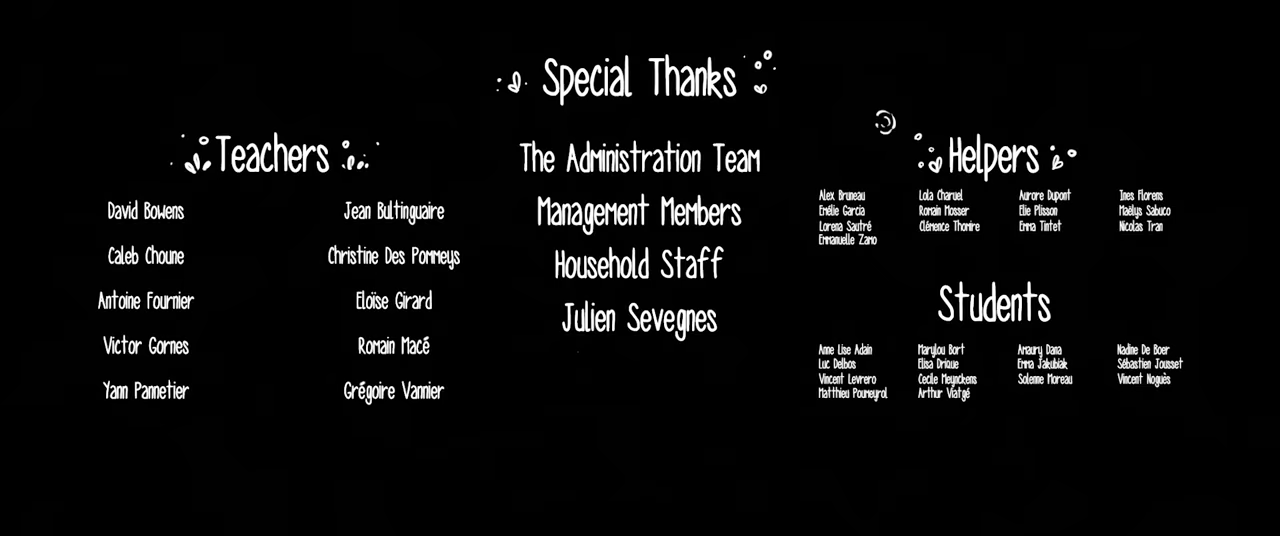 Special Thanks
The Administration Team
Management Members
Household Staff
Julien Sevegnes
Teachers
David Bowens Jean Bultinguaire
Caleb Choune Christine Des Pommeys
Antoine Fournier Eloïse Girard
Victor Gornes Romain Macé
Yann Pannetier Grégoire Vannier
Helpers
Alex Bruneau Lola Charuel Aurore Dupont Ines Florens
Emélie Garcia Romain Mosser Elie Plisson Maëlys Sabuco
Lorena Sautré Clémence Thomire Emma Tintet Nicolas Tran
Emmanuelle Zamo
Students
Anne Lise Adain Marylou Bort Amaury Dana Nadine De Boer
Luc Delbos Elisa Drique Emma Jakubiak Sébastien Jousset
Vincent Levrero Cecile Meynckens Solenne Moreau Vincent Noguès
Matthieu Poumeyrol Arthur Viatgé